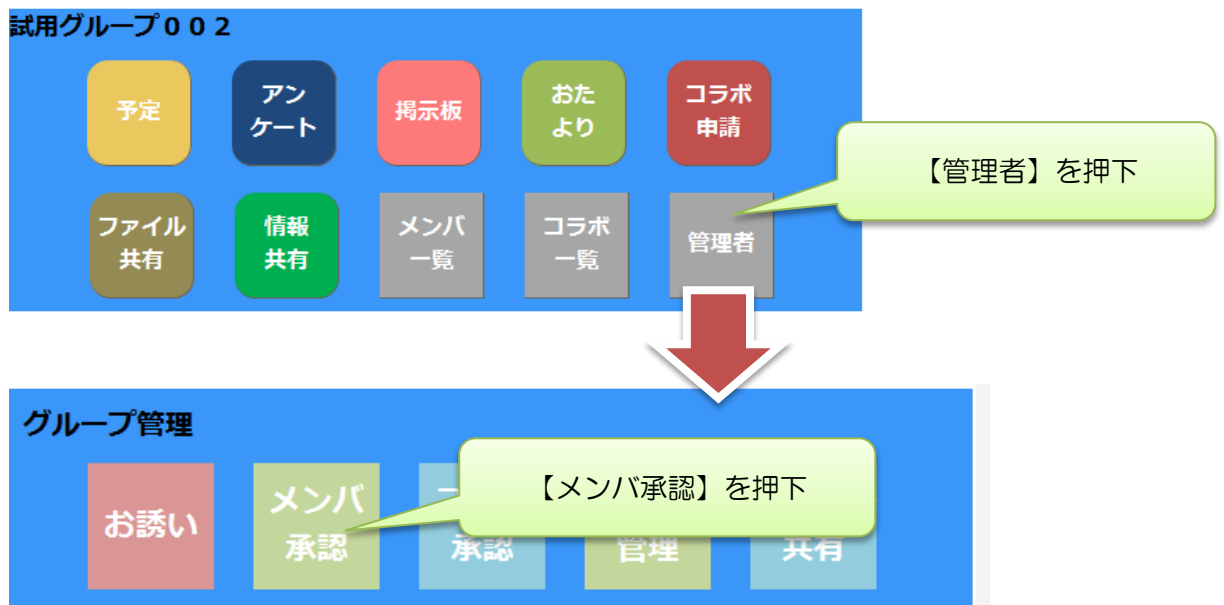 試用グループ００２
予定
アン
ケート
掲示板
おた
より
コラボ
申請
【管理者】を押下
ファイル
共有
情報
共有
メンバ
一覧
コラボ
一覧
管理者
グループ管理
お誘い
メンバ
承認
【メンバ承認】を押下
承認
管理
共有